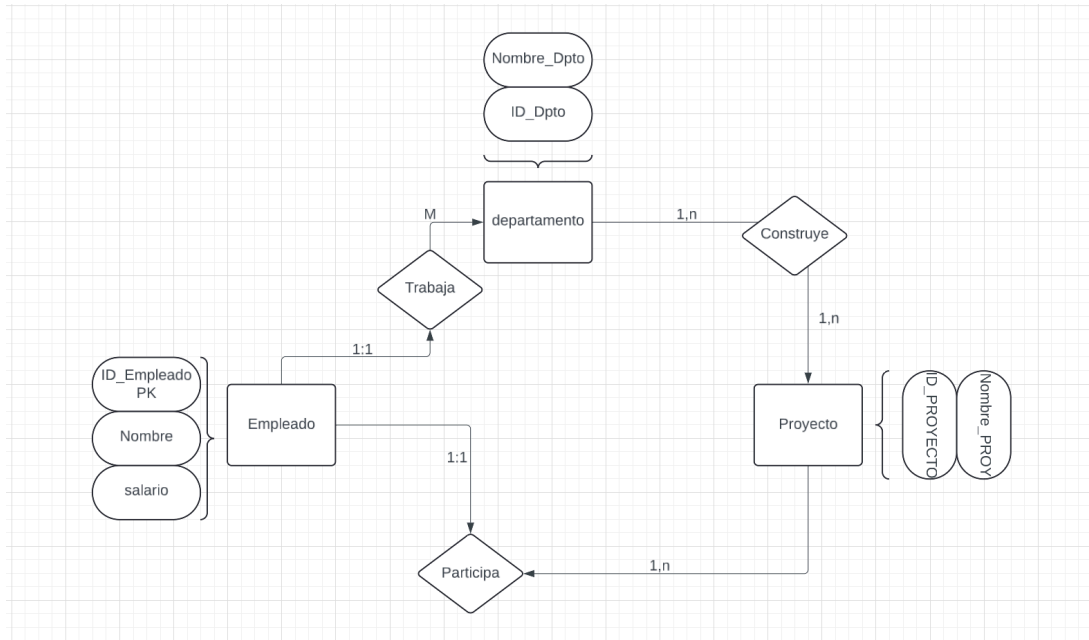 Nombre_Dpto
ID_Dpto
departamento
M
1,n
Construye
Trabaja
1,n
1:1
ID_Empleado
PK
Nombre
salario
Empleado
1:1
Proyecto
ID_PROYECTO
Nombre_PROY
Participa
1,n